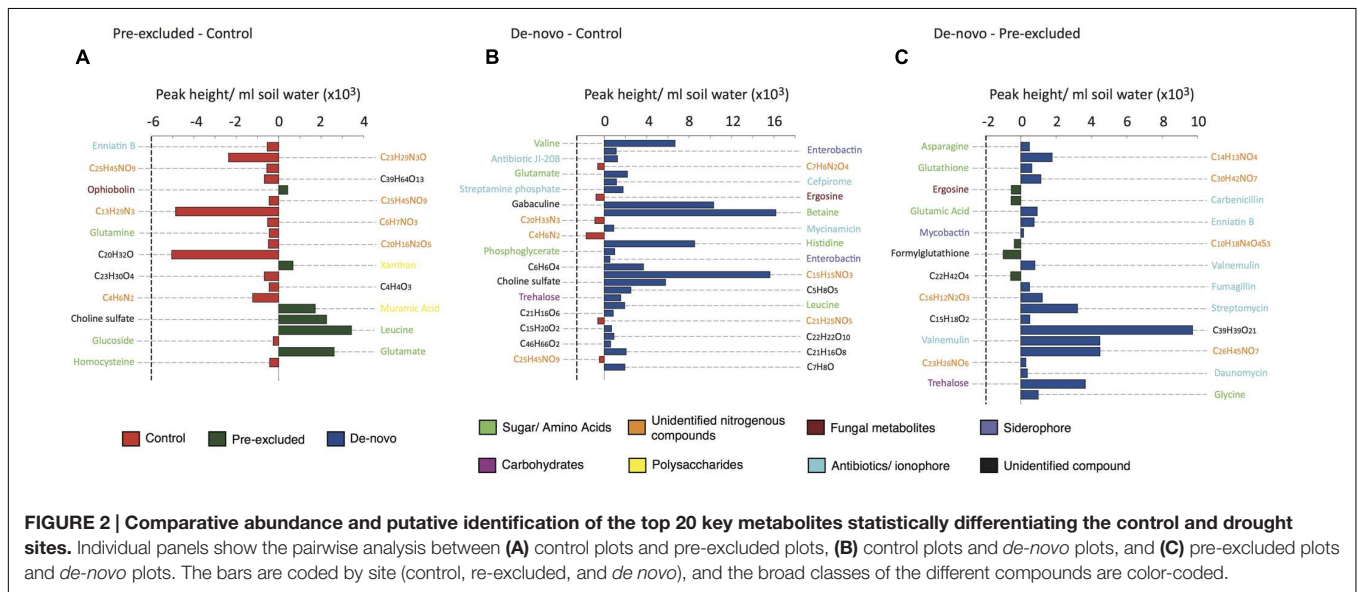 Pre-excluded - Control
De-novo - Control
De-novo - Pre-excluded
A
B
C
Peak height/ ml soil water (x10³)
-6 -4 -2 0 2 4
Enniatin B
C23H29N3O
C25H45NO9
C39H64O13
Ophiobolin
C25H45NO9
C13H29N3
C6H7NO3
Glutamine
C20H16N2O5
C20H32O
Xanthan
C23H30O4
C4H4O3
C4H6N2
Muramic Acid
Choline sulfate
Leucine
Glucoside
Glutamate
Homocysteine
Peak height/ ml soil water (x10³)
0 4 8 12 16
Valine
Enterobactin
Antibiotic JI-20B
C7H6N2O4
Glutamate
Cefpirome
Streptamine phosphate
Ergosine
Gabaculine
Betaine
C20H33N3
Mycinamicin
C4H6N2
Histidine
Phosphoglycerate
Enterobactin
C6H6O4
C15H15NO3
Choline sulfate
C5H8O5
Trehalose
Leucine
C21H16O6
C21H25NO5
C15H20O2
C22H22O10
C46H66O2
C21H16O8
C25H45NO9
C7H8O
Peak height/ ml soil water (x10³)
-2 0 2 4 6 8 10
Asparagine
C14H13NO4
Glutathione
C30H42NO7
Ergosine
Carbenicillin
Glutamic Acid
Enniatin B
Mycobactin
C10H18N4O4S3
Formylglutathione
Valnemulin
C22H42O4
Fumagillin
C16H12N2O3
Streptomycin
C15H18O2
C39H39O21
Valnemulin
C26H45NO7
C23H26NO6
Daunomycin
Trehalose
Glycine
Control
Pre-excluded
De-novo
Sugar/ Amino Acids
Unidentified nitrogenous
compounds
Fungal metabolites
Siderophore
Carbohydrates
Polysaccharides
Antibiotics/ ionophore
Unidentified compound
FIGURE 2 | Comparative abundance and putative identification of the top 20 key metabolites statistically differentiating the control and drought
sites. Individual panels show the pairwise analysis between (A) control plots and pre-excluded plots, (B) control plots and de-novo plots, and (C) pre-excluded plots
and de-novo plots. The bars are coded by site (control, re-excluded, and de novo), and the broad classes of the different compounds are color-coded.